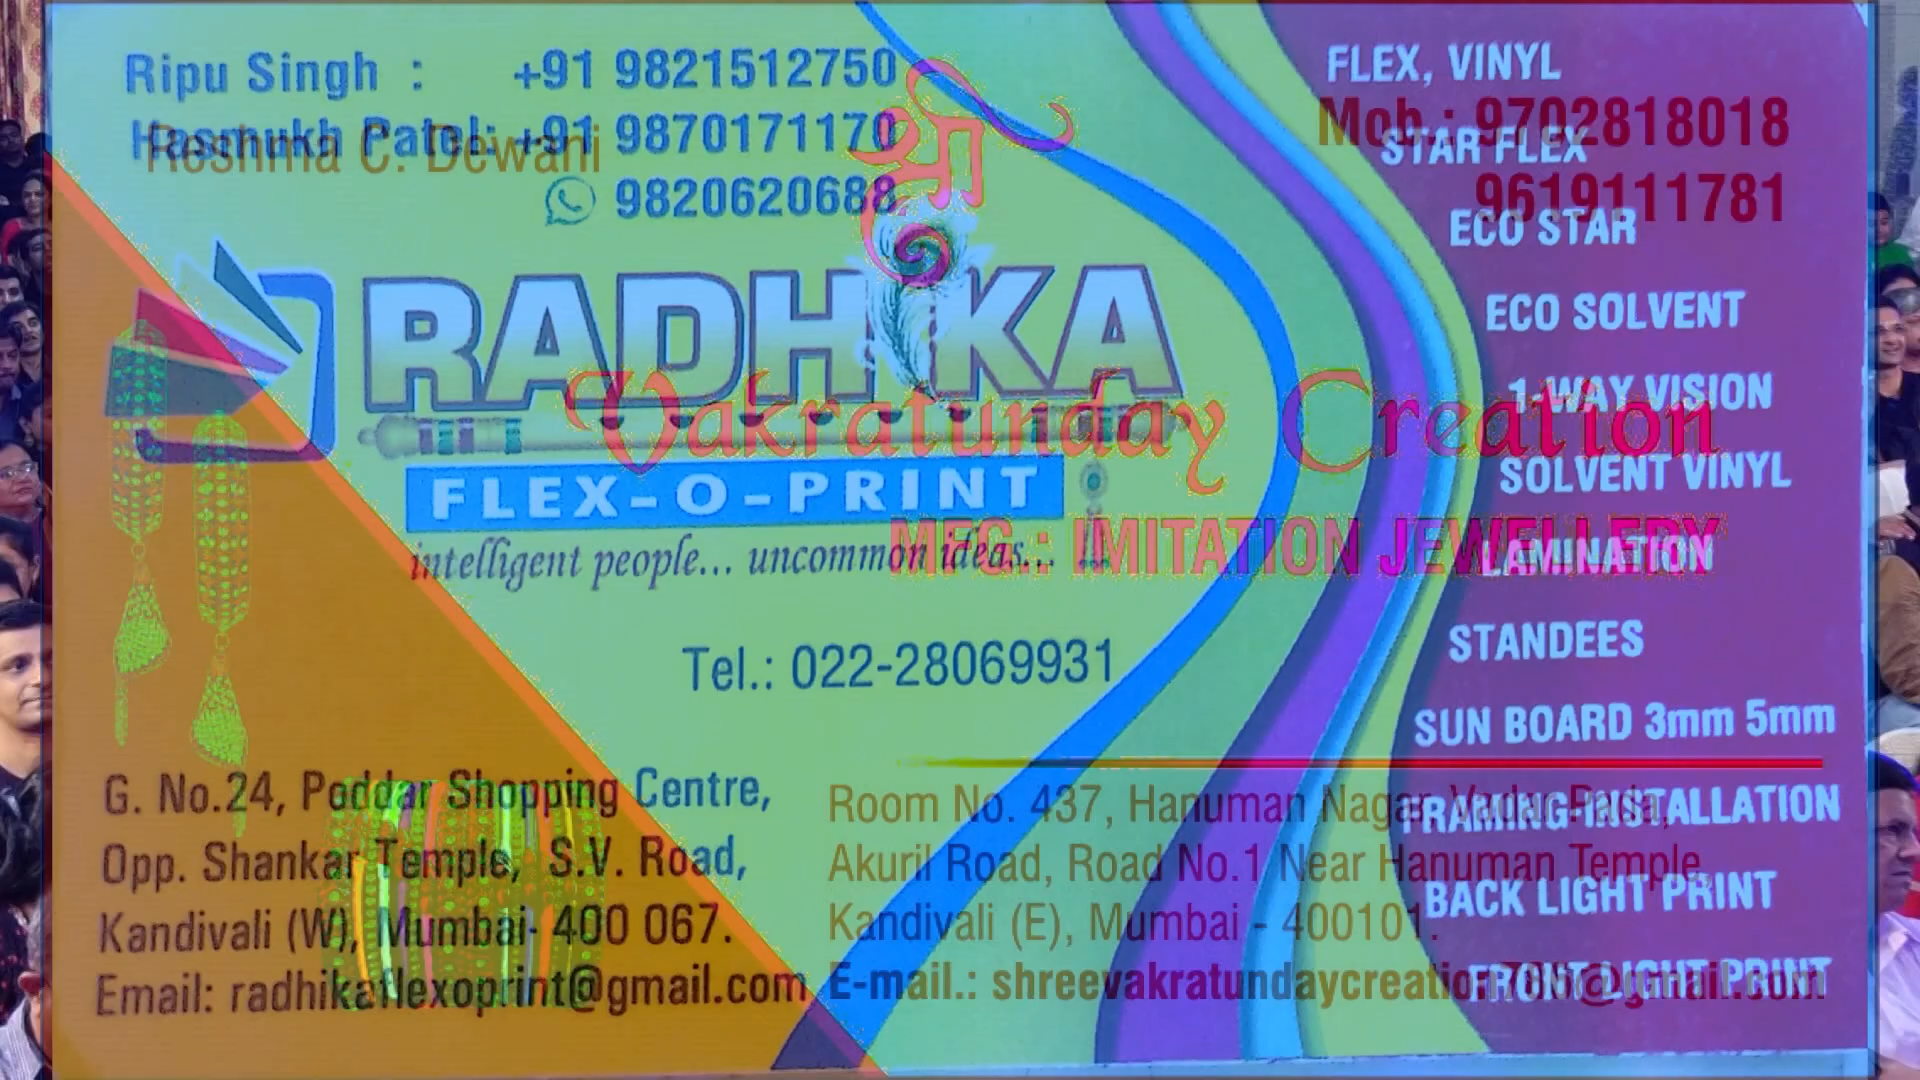 Ripu Singh : +91 9821512750
Hasmukh Patel: +91 9870171170
9820620688
Reshma C. Dewani
श्री
Mob.: 9702818018
9619111781
RADHIKA
FLEX-O-PRINT
intelligent people... uncommon ideas... !!!
Vakratunday Creation
MFG.: IMITATION JEWELLERY
Tel.: 022-28069931
G. No.24, Poddar Shopping Centre,
Opp. Shankar Temple, S.V. Road,
Kandivali (W), Mumbai- 400 067.
Email: radhikaflexoprint@gmail.com
Room No. 437, Hanuman Nagar, Vadar Pada,
Akuril Road, Road No.1 Near Hanuman Temple,
Kandivali (E), Mumbai - 400101.
E-mail.: 
FLEX, VINYL
STAR FLEX
ECO STAR
ECO SOLVENT
1-WAY VISION
SOLVENT VINYL
LAMINATION
STANDEES
SUN BOARD 3mm 5mm
FRAMING-INSTALLATION
BACK LIGHT PRINT
FRONT LIGHT PRINT